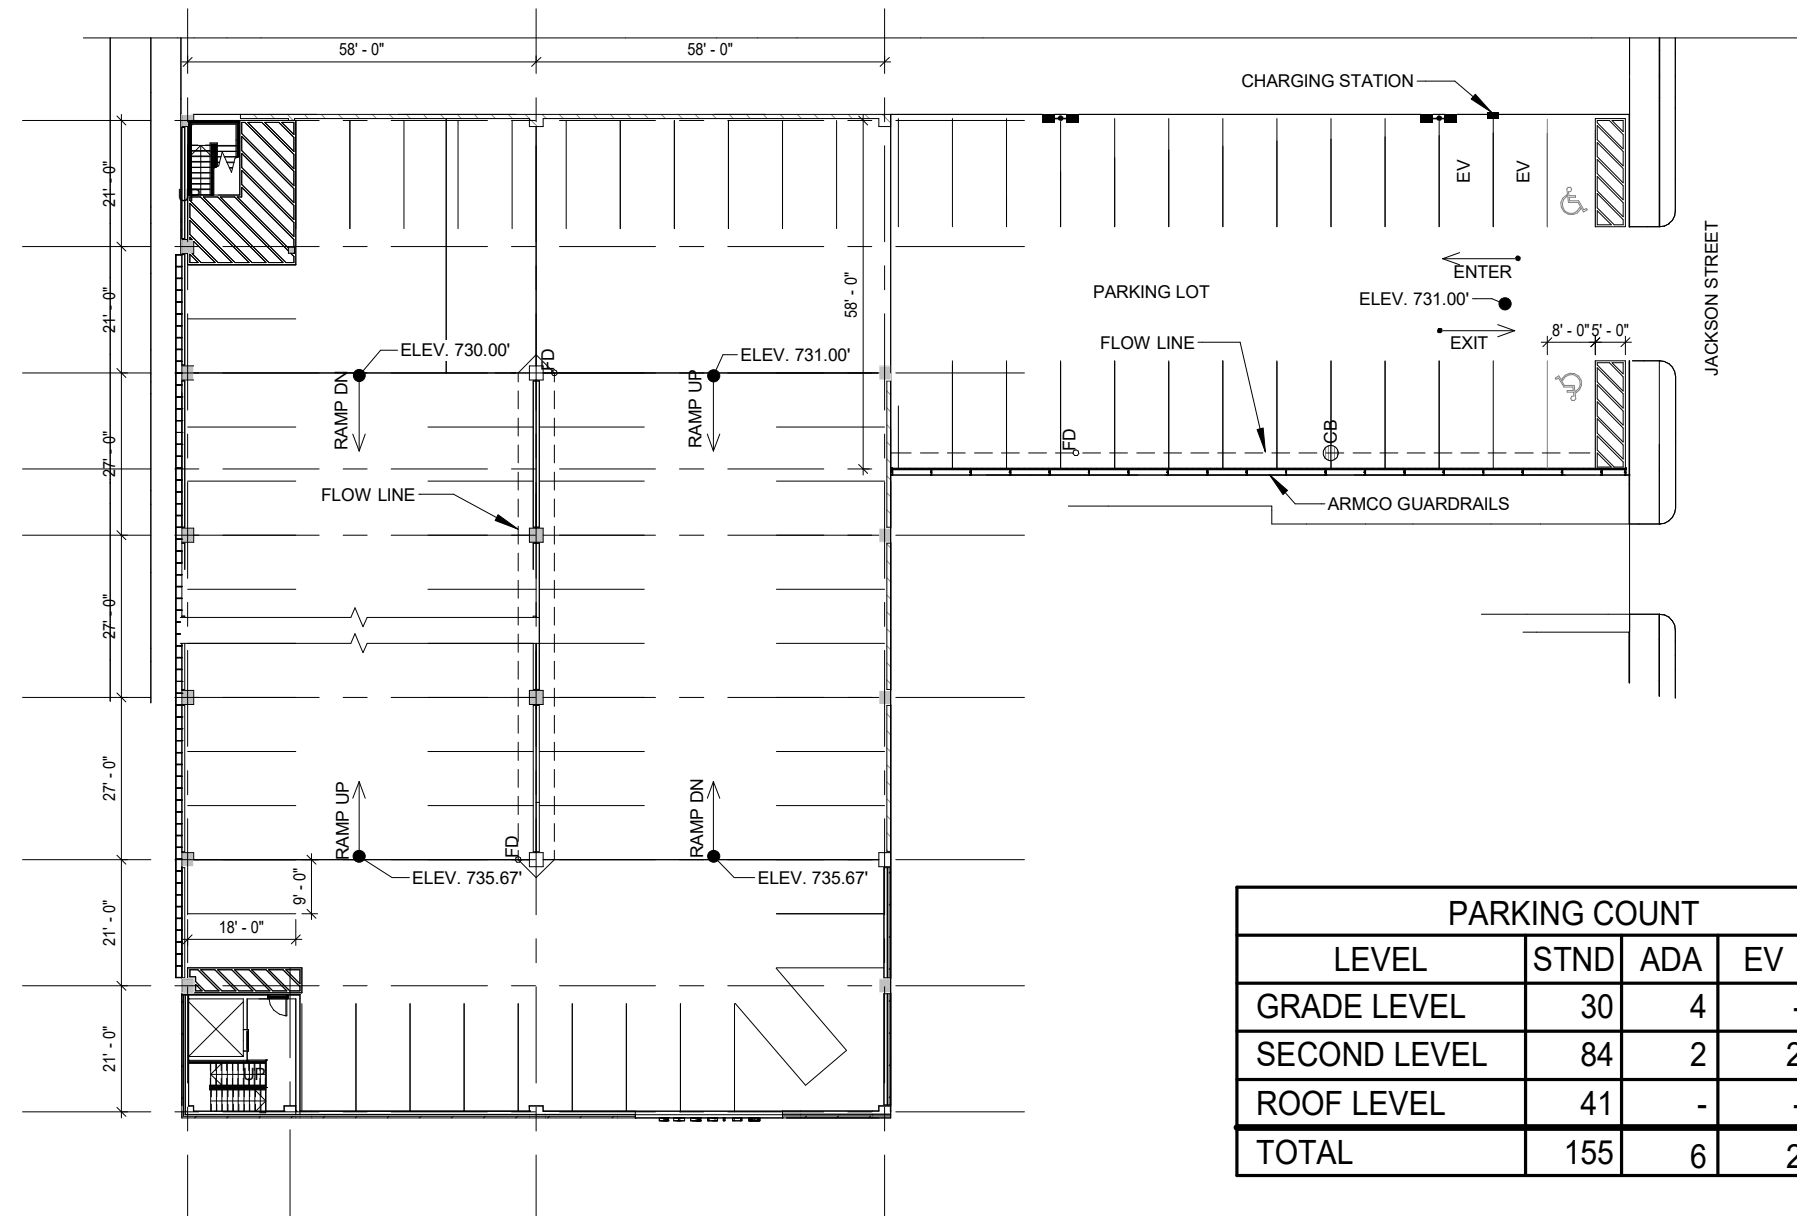 58' - 0" 58' - 0"
CHARGING STATION
21' - 0"
EV EV
21' - 0"
58' - 0"
JACKSON STREET
ENTER
PARKING LOT
ELEV. 731.00'
8' - 0" 5' - 0"
FLOW LINE
EXIT
ELEV. 730.00'
FD
ELEV. 731.00'
RAMP DN
RAMP UP
FD
CB
27' - 0"
FLOW LINE
ARMCO GUARDRAILS
27' - 0"
27' - 0"
RAMP UP
FD
RAMP DN
ELEV. 735.67'
ELEV. 735.67'
9' - 0"
21' - 0"
18' - 0"
21' - 0"
UP
PARKING COUNT
LEVEL STND ADA EV
GRADE LEVEL 30 4 -
SECOND LEVEL 84 2 2
ROOF LEVEL 41 - -
TOTAL 155 6 2